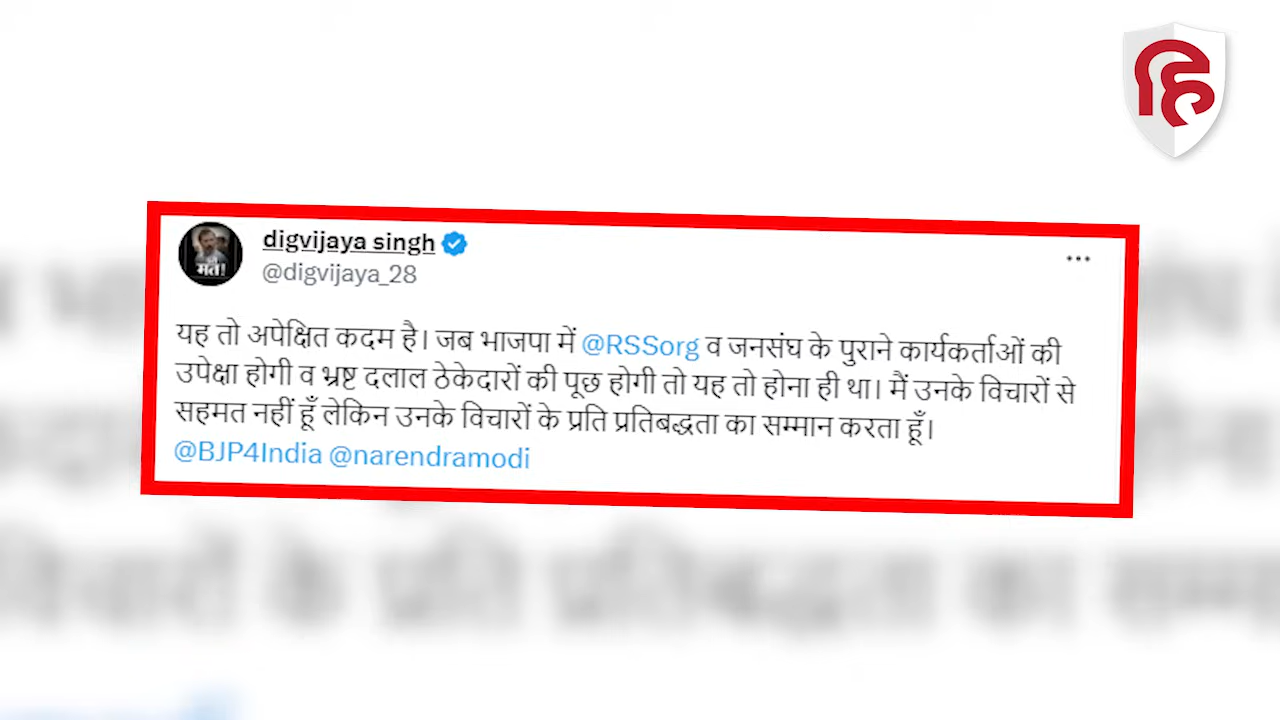 हि
digvijaya singh
@digvijaya_28
मत!
यह तो अपेक्षित कदम है। जब भाजपा में @RSSorg व जनसंघ के पुराने कार्यकर्ताओं की
उपेक्षा होगी व भ्रष्ट दलाल ठेकेदारों की पूछ होगी तो यह तो होना ही था। मैं उनके विचारों से
सहमत नहीं हूँ लेकिन उनके विचारों के प्रति प्रतिबद्धता का सम्मान करता हूँ।
@BJP4India @narendramodi